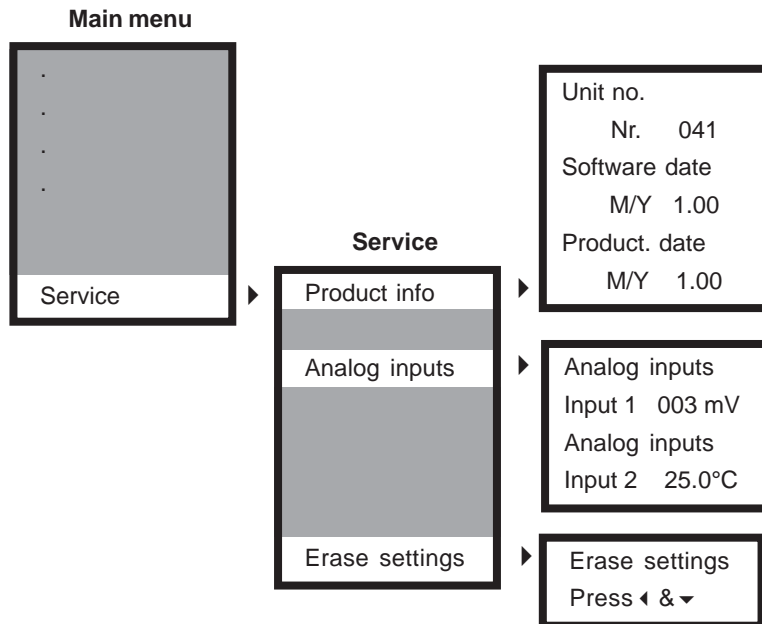 Main menu
.
.
.
.
Service
Service
Product info
Analog inputs
Erase settings
Unit no.
Nr. 041
Software date
M/Y 1.00
Product. date
M/Y 1.00
Analog inputs
Input 1 003 mV
Analog inputs
Input 2 25.0°C
Erase settings
Press ◀ & ▼